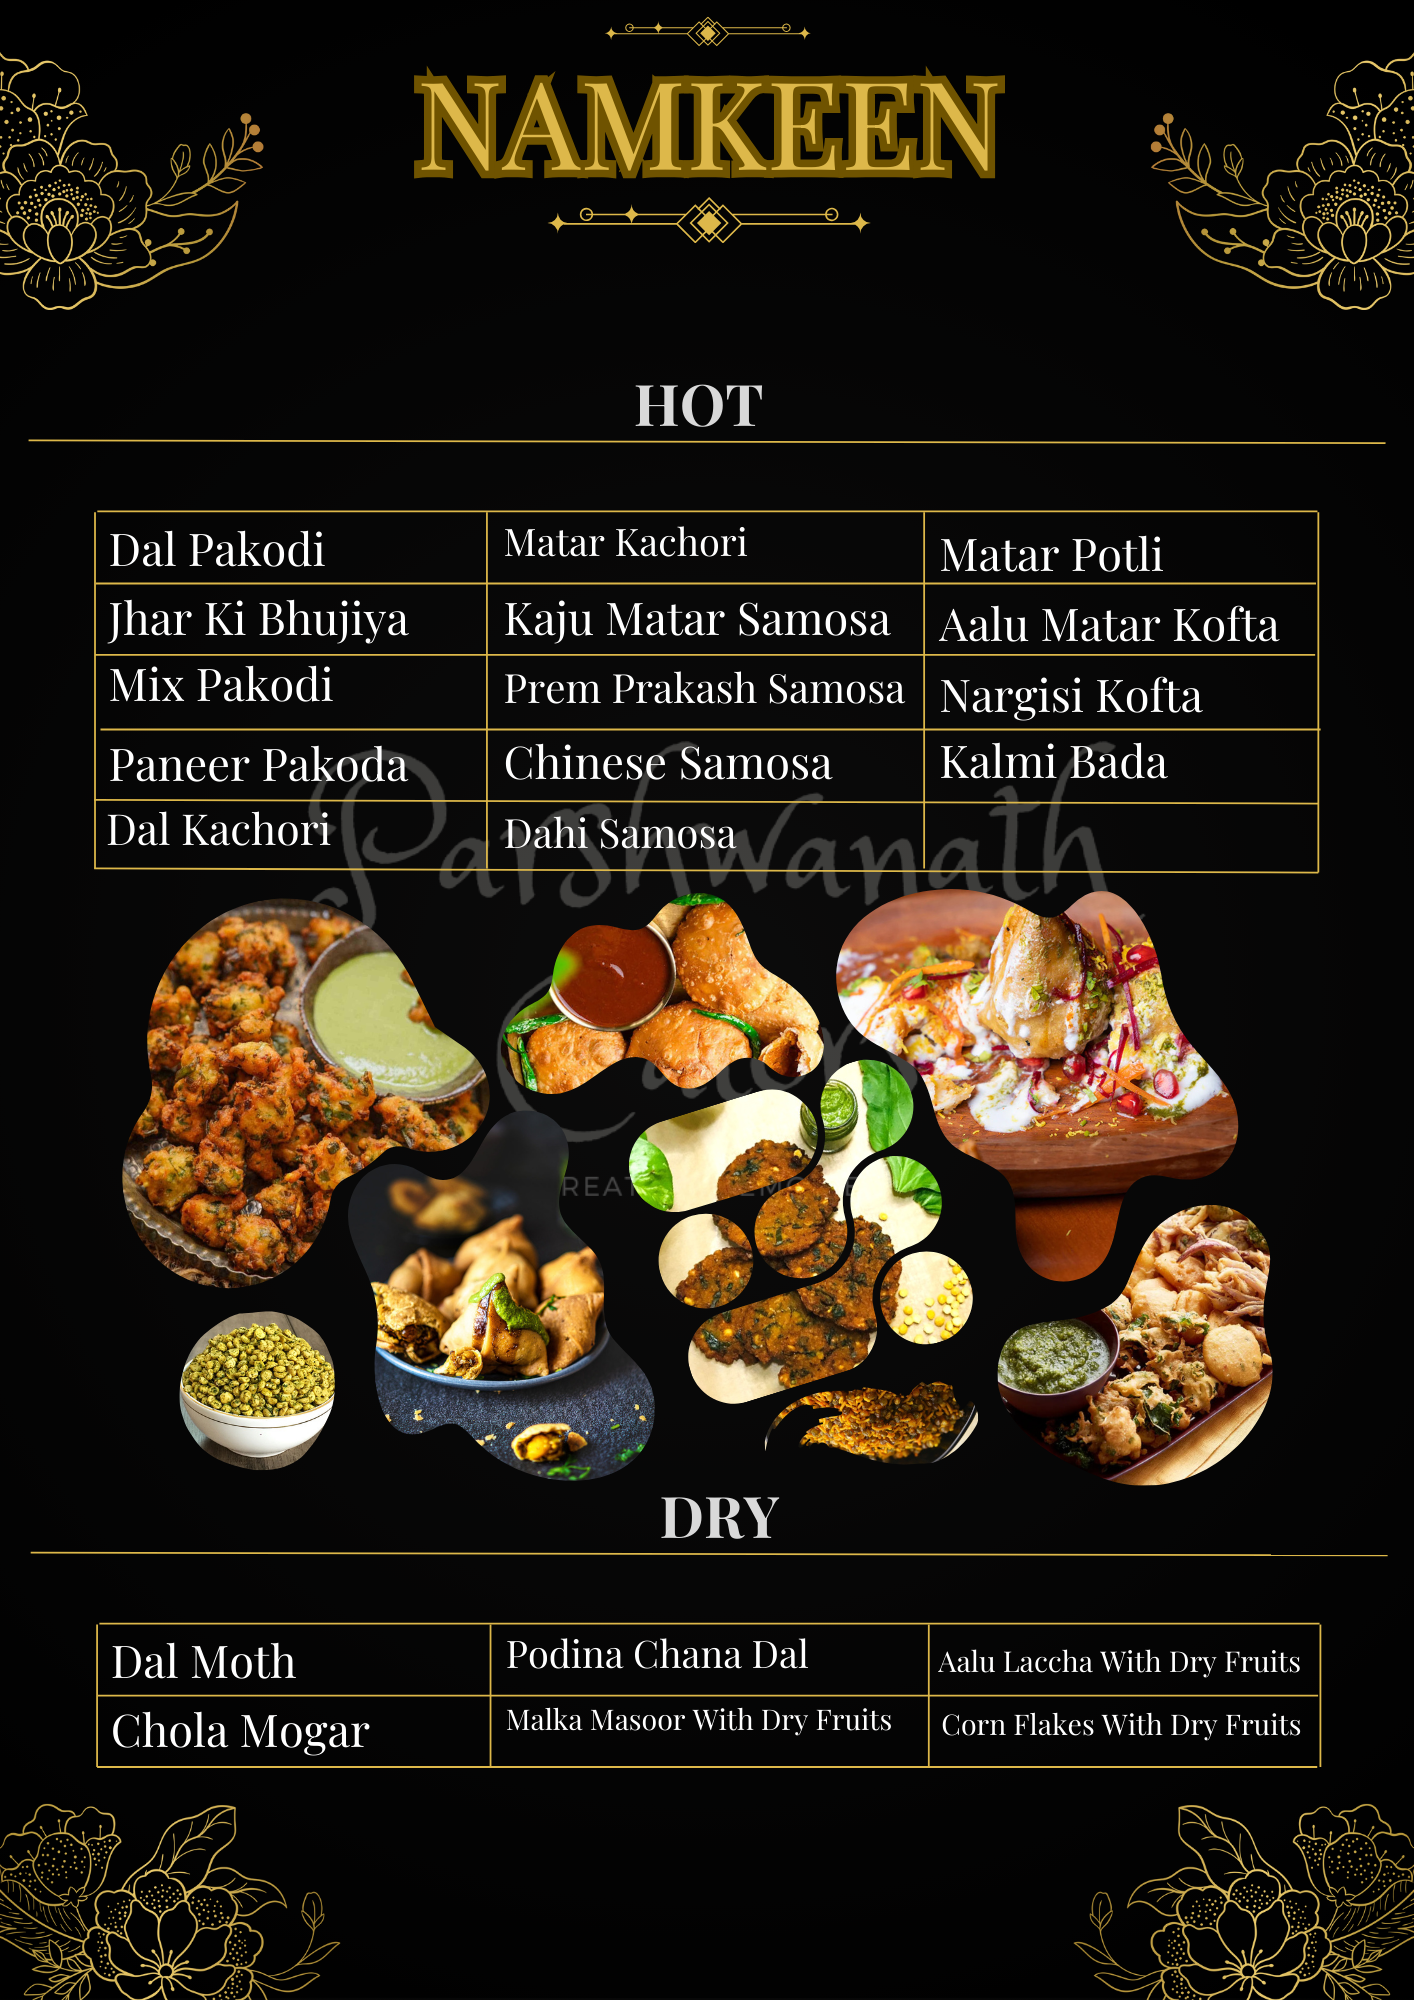 NAMKEEN
HOT
Dal Pakodi
Matar Kachori
Matar Potli
Jhar Ki Bhujiya
Kaju Matar Samosa
Aalu Matar Kofta
Mix Pakodi
Prem Prakash Samosa
Nargisi Kofta
Paneer Pakoda
Chinese Samosa
Kalmi Bada
Dal Kachori
Dahi Samosa
Parshwanath
DRY
Dal Moth
Podina Chana Dal
Aalu Laccha With Dry Fruits
Chola Mogar
Malka Masoor With Dry Fruits
Corn Flakes With Dry Fruits